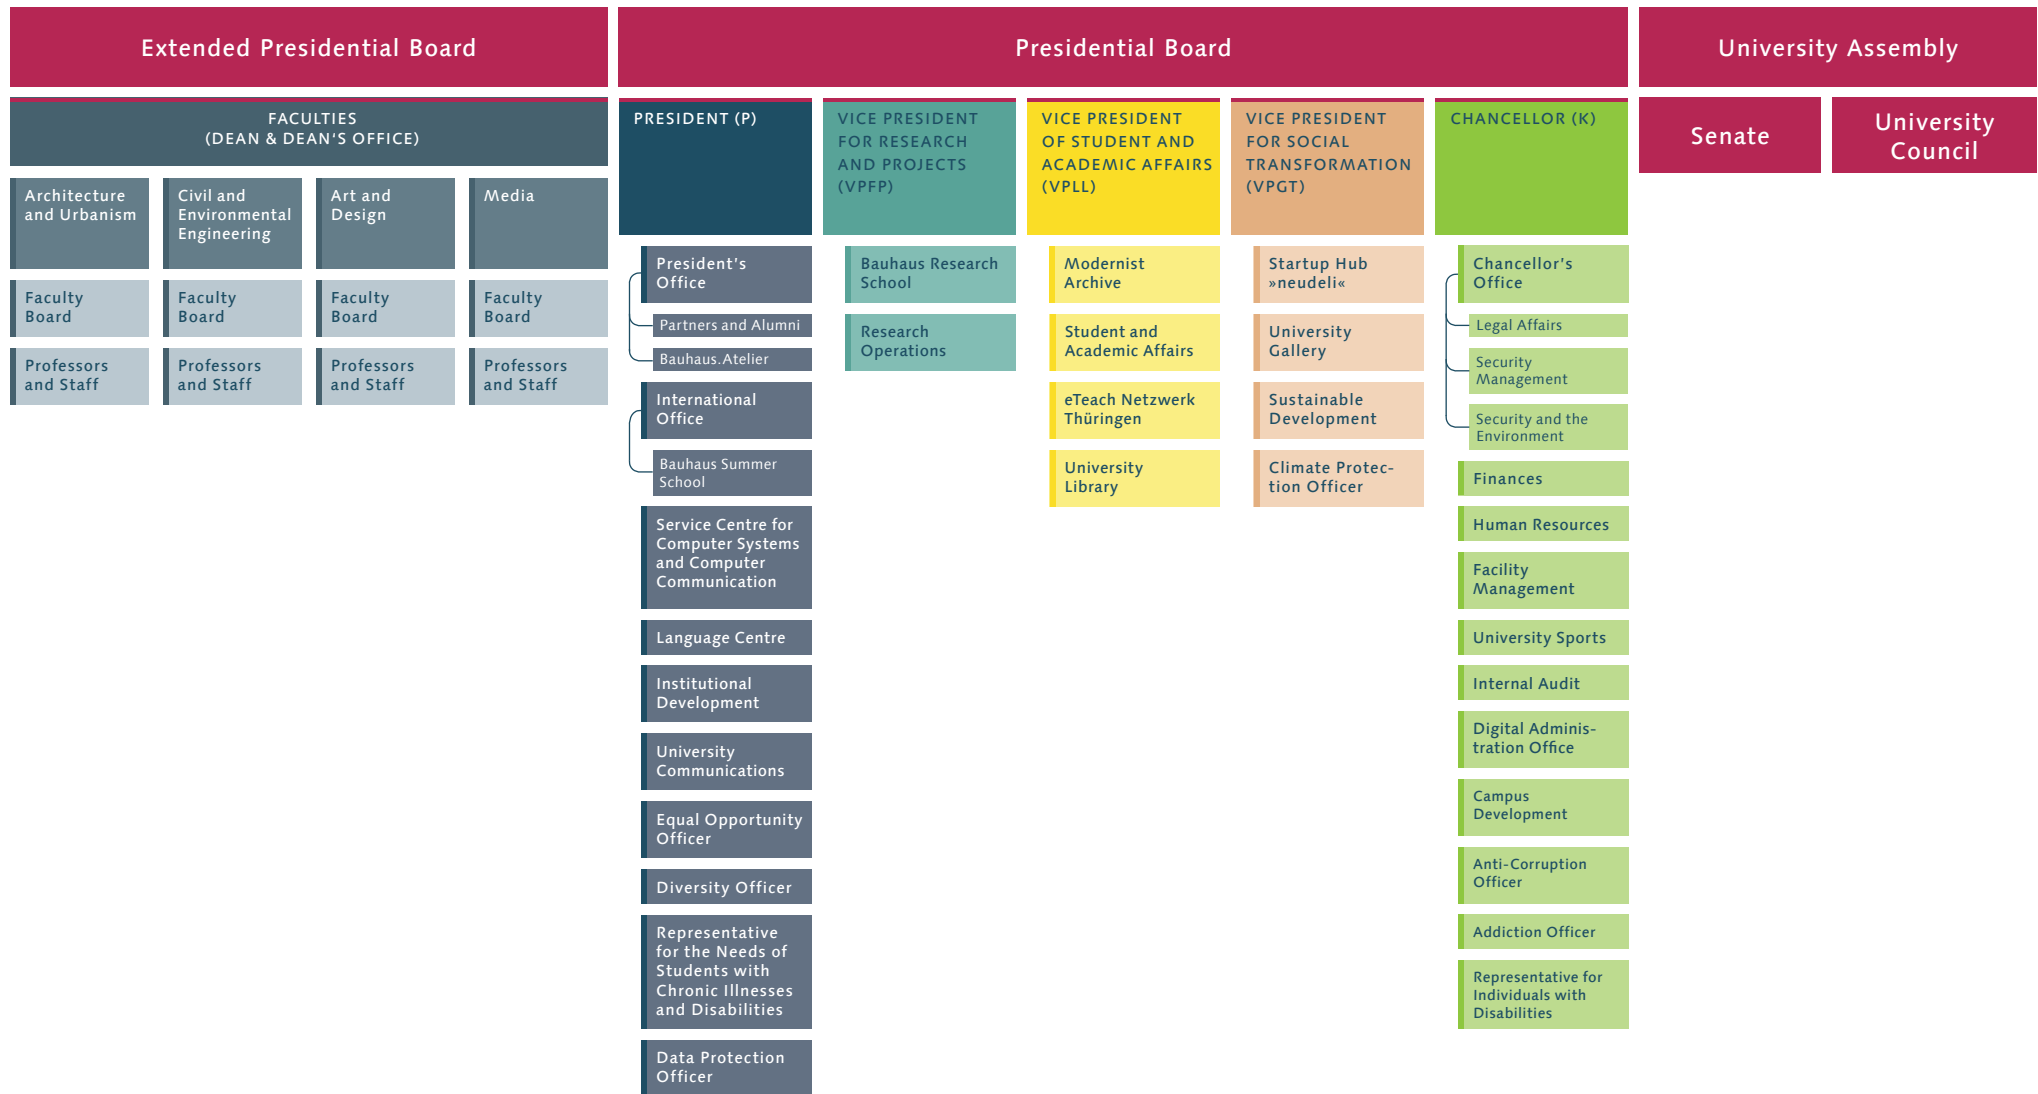 Extended Presidential Board
FACULTIES
(DEAN & DEAN'S OFFICE)
Architecture
and Urbanism
Faculty
Board
Professors
and Staff
Civil and
Environmental
Engineering
Faculty
Board
Professors
and Staff
Art and
Design
Faculty
Board
Professors
and Staff
Media
Faculty
Board
Professors
and Staff
Presidential Board
PRESIDENT (P)
President's
Office
Partners and Alumni
Bauhaus.Atelier
International
Office
Bauhaus Summer
School
Service Centre for
Computer Systems
and Computer
Communication
Language Centre
Institutional
Development
University
Communications
Equal Opportunity
Officer
Diversity Officer
Representative
for the Needs of
Students with
Chronic Illnesses
and Disabilities
Data Protection
Officer
VICE PRESIDENT
FOR RESEARCH
AND PROJECTS
(VPFP)
Bauhaus Research
School
Research
Operations
VICE PRESIDENT
OF STUDENT AND
ACADEMIC AFFAIRS
(VPLL)
Modernist
Archive
Student and
Academic Affairs
eTeach Netzwerk
Thüringen
University
Library
VICE PRESIDENT
FOR SOCIAL
TRANSFORMATION
(VPGT)
Startup Hub
»neudeli«
University
Gallery
Sustainable
Development
Climate Protec-
tion Officer
CHANCELLOR (K)
Chancellor's
Office
Legal Affairs
Security
Management
Security and the
Environment
Finances
Human Resources
Facility
Management
University Sports
Internal Audit
Digital Adminis-
tration Office
Campus
Development
Anti-Corruption
Officer
Addiction Officer
Representative for
Individuals with
Disabilities
University Assembly
Senate
University
Council